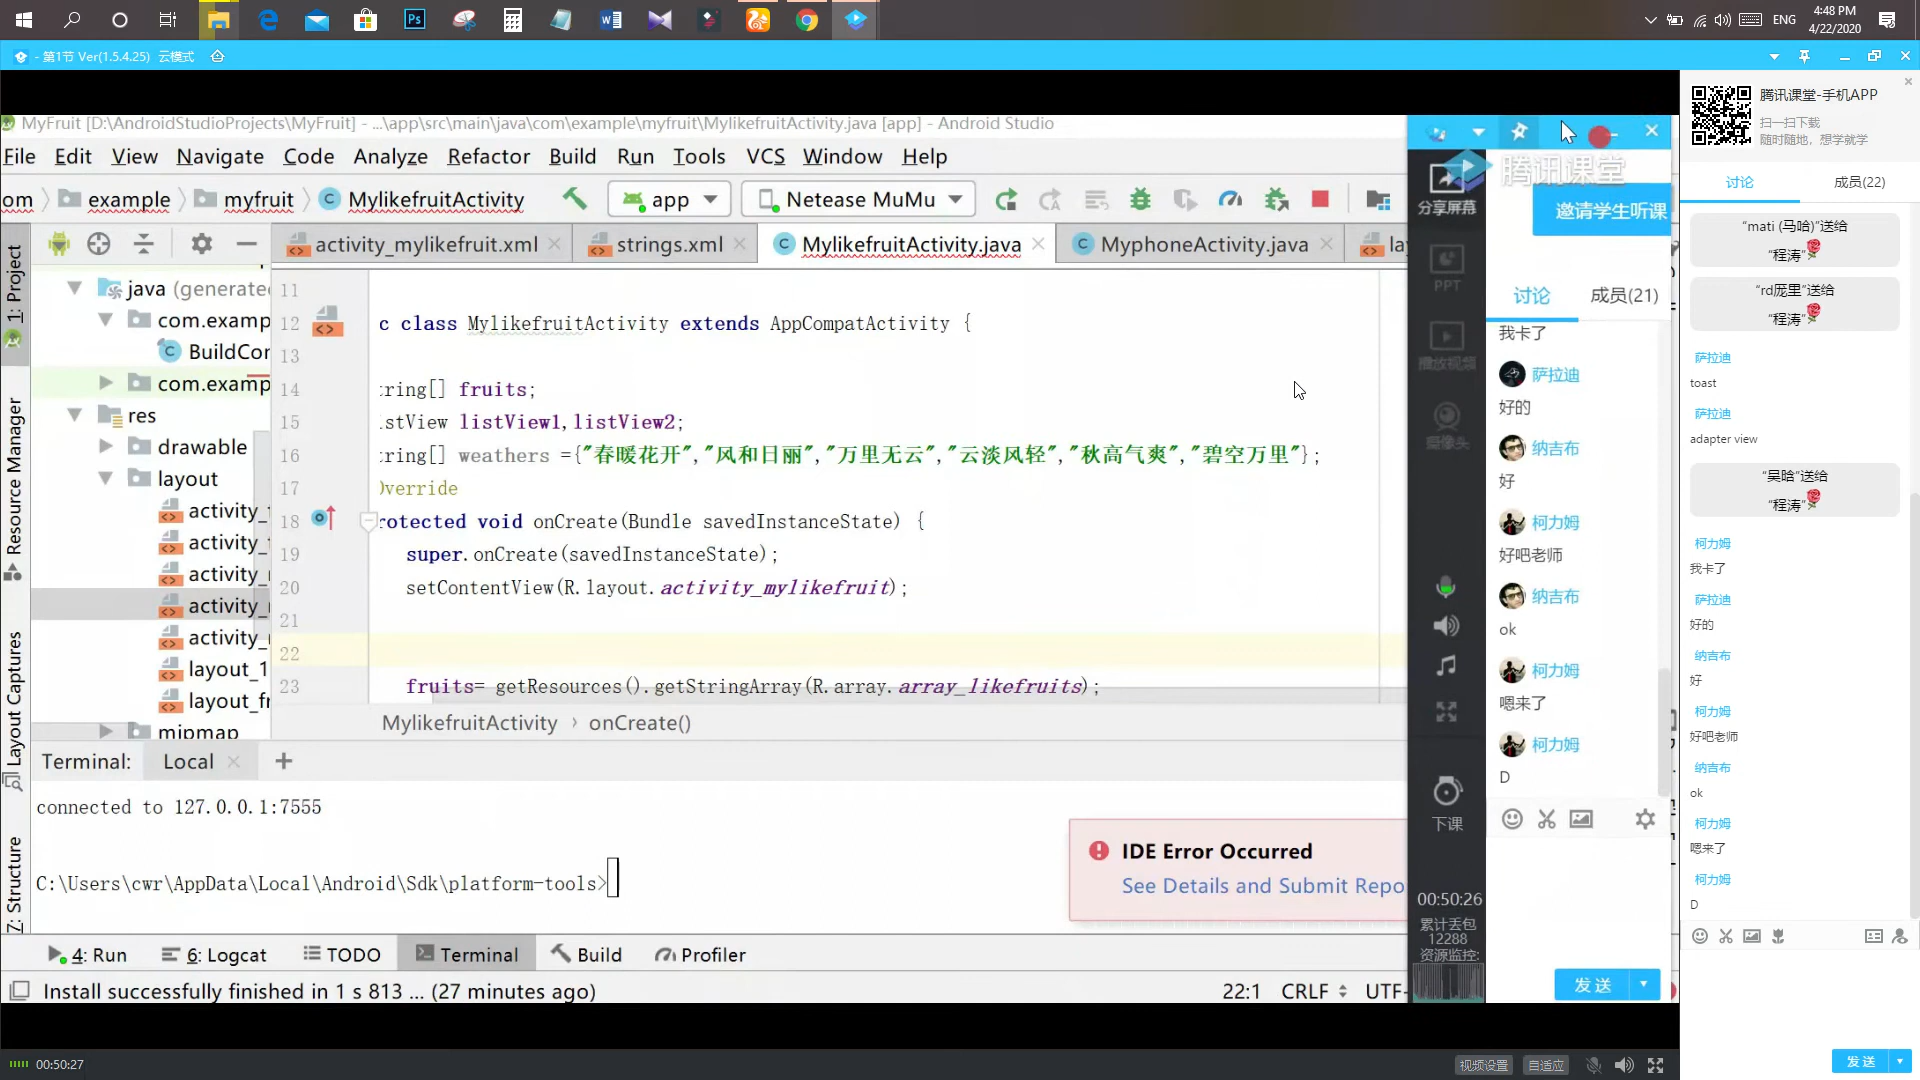 4:48 PM
ENG
4/22/2020
- 第1节 Ver(1.5.4.25) 云模式
MyFruit [D:\AndroidStudioProjects\MyFruit] - ...\app\src\main\java\com\example\myfruit\MylikefruitActivity.java [app] - Android Studio
File Edit View Navigate Code Analyze Refactor Build Run Tools VCS Window Help
om example myfruit MylikefruitActivity app Netease MuMu
activity_mylikefruit.xml strings.xml MylikefruitActivity.java MyphoneActivity.java la
1: Project
Resource Manager
Layout Captures
7: Structure
java (generate
com.examp
BuildCon
com.examp
res
drawable
layout
activity_
activity_
activity_
activity_
activity_
layout_1
layout_fr
mipmap
11
12 c class MylikefruitActivity extends AppCompatActivity {
13
14 tring[] fruits;
15 istView listView1,listView2;
16 tring[] weathers ={"春暖花开","风和日丽","万里无云","云淡风轻","秋高气爽","碧空万里"};
17 Override
18 rotected void onCreate(Bundle savedInstanceState) {
19 super.onCreate(savedInstanceState);
20 setContentView(R.layout.activity_mylikefruit);
21
22
23 fruits= getResources().getStringArray(R.array.array_likefruits);
MylikefruitActivity › onCreate()
Terminal: Local +
connected to 127.0.0.1:7555
C:\Users\cwr\AppData\Local\Android\Sdk\platform-tools>
IDE Error Occurred
See Details and Submit Repo
4: Run 6: Logcat TODO Terminal Build Profiler
Install successfully finished in 1 s 813 ... (27 minutes ago)
22:1 CRLF UTF-
腾讯课堂
分享屏幕
邀请学生听课
PPT
播放视频
摄像头
下课
00:50:26
累计丢包
12288
资源监控:
讨论 成员(21)
我卡了
萨拉迪
好的
纳吉布
好
柯力姆
好吧老师
纳吉布
ok
柯力姆
嗯来了
柯力姆
D
发送
腾讯课堂-手机APP
扫一扫下载
随时随地，想学就学
讨论 成员(22)
“mati (马哈)”送给
“程涛”
“rd厐里”送给
“程涛”
萨拉迪
toast
萨拉迪
adapter view
“吴晗”送给
“程涛”
柯力姆
我卡了
萨拉迪
好的
纳吉布
好
柯力姆
好吧老师
纳吉布
ok
柯力姆
嗯来了
柯力姆
D
发送
00:50:27
视频设置 自适应